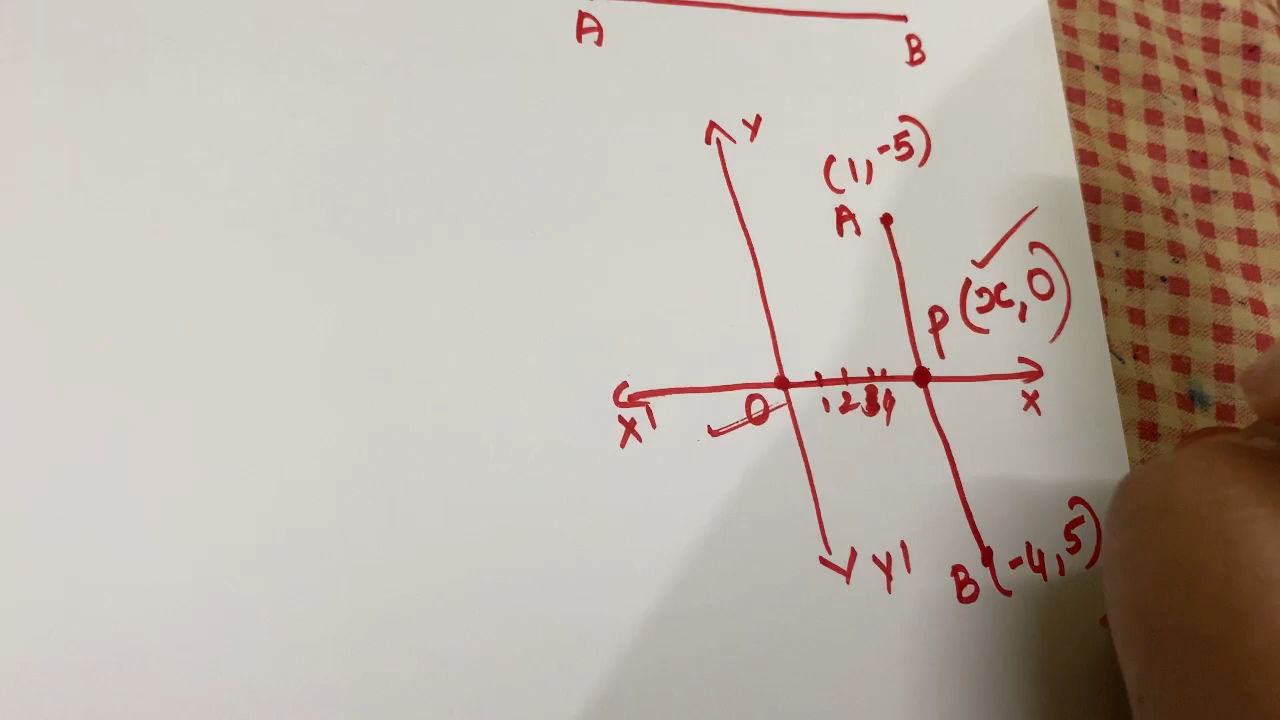 A
B
Y
(1, -5)
A
P (x, 0)
O
1 2 3 4
X
X'
Y'
B (-4, 5)